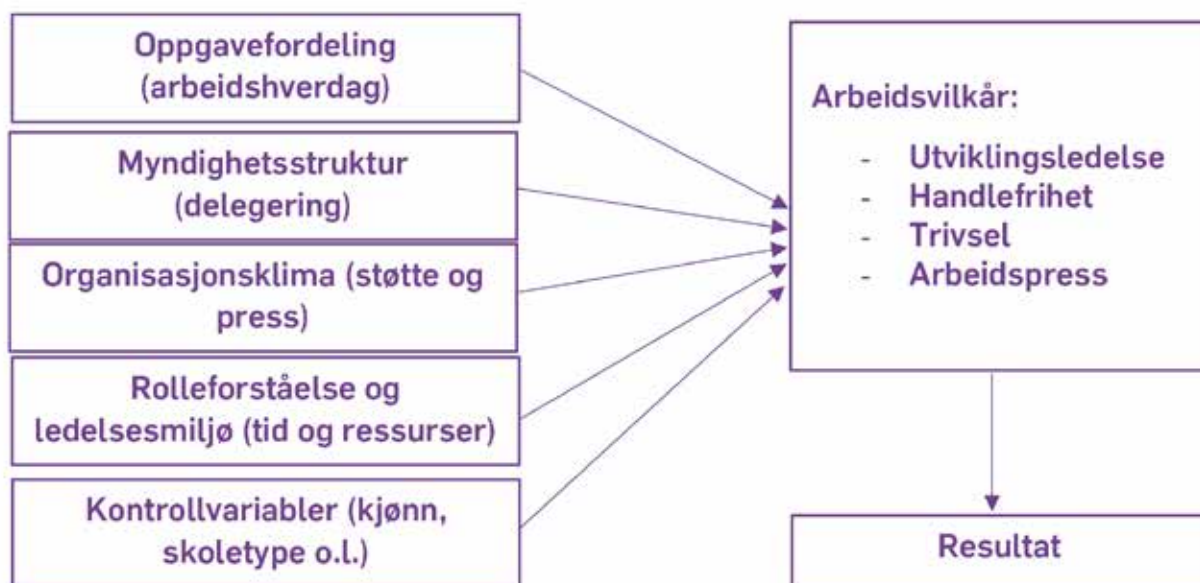 Oppgavefordeling
(arbeidshverdag)
Myndighetsstruktur
(delegering)
Organisasjonsklima (støtte og
press)
Rolleforståelse og
ledelsesmiljø (tid og ressurser)
Kontrollvariabler (kjønn,
skoletype o.l.)
Arbeidsvilkår:
- Utviklingsledelse
- Handlefrihet
- Trivsel
- Arbeidspress
Resultat